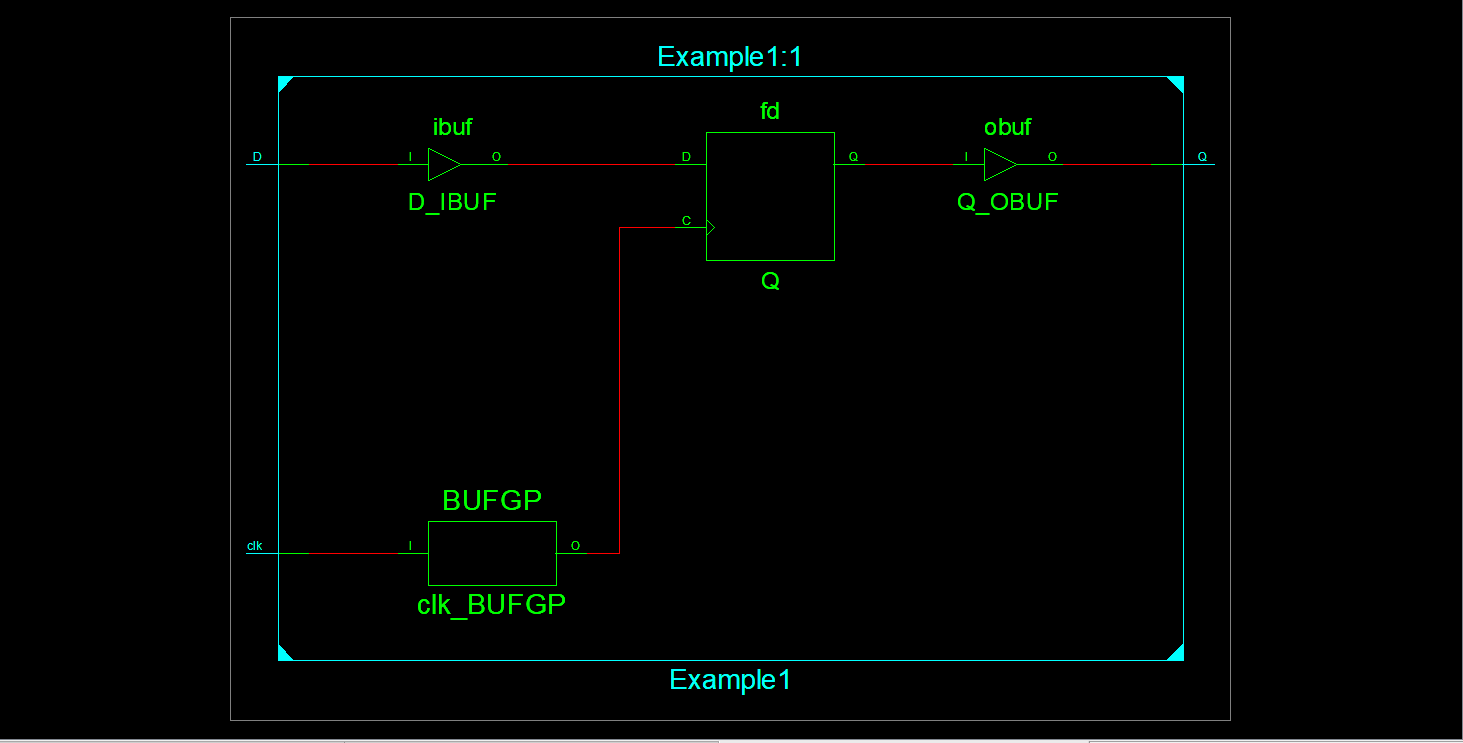 Example1:1
fd
ibuf
obuf
D
I
O
D
Q
I
O
Q
D_IBUF
Q_OBUF
C
Q
BUFGP
clk
I
O
clk_BUFGP
Example1